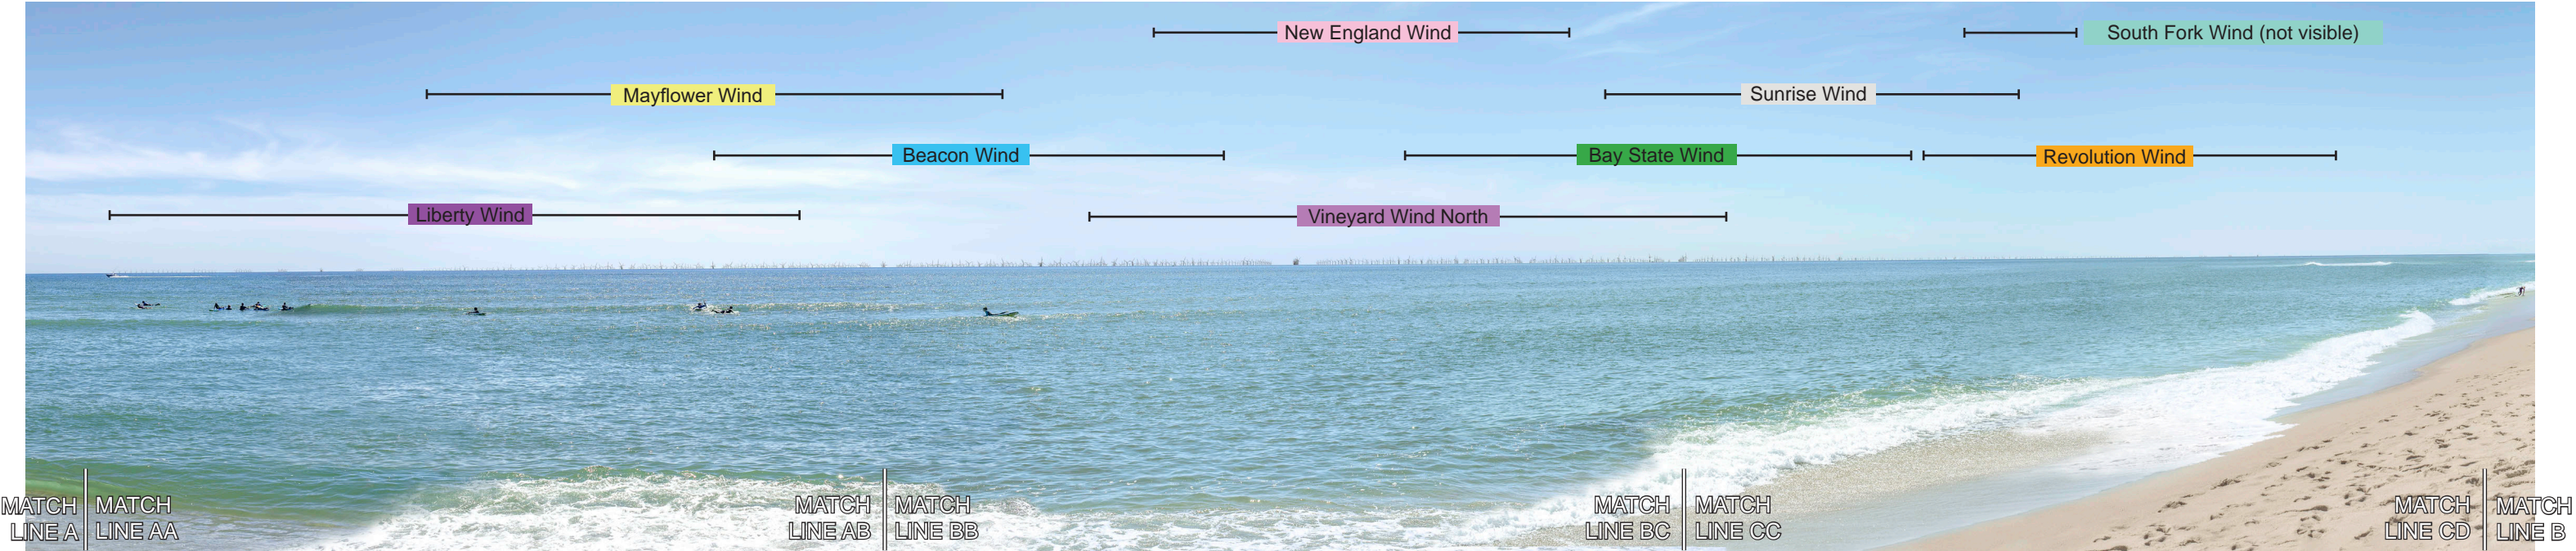 New England Wind
South Fork Wind (not visible)
Mayflower Wind
Sunrise Wind
Beacon Wind
Bay State Wind
Revolution Wind
Liberty Wind
Vineyard Wind North
MATCH
LINE A
MATCH
LINE AA
MATCH
LINE AB
MATCH
LINE BB
MATCH
LINE BC
MATCH
LINE CC
MATCH
LINE CD
MATCH
LINE B